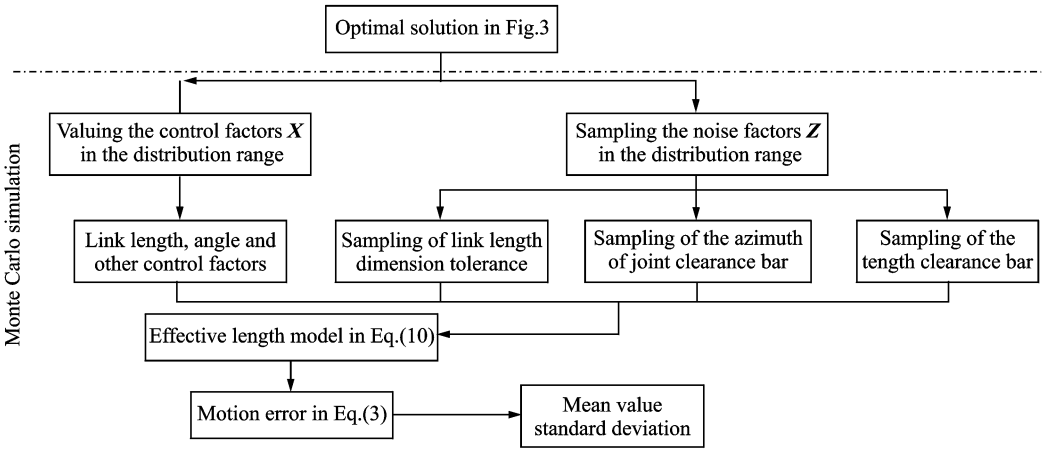 Optimal solution in Fig.3
Monte Carlo simulation
Valuing the control factors X
in the distribution range
Sampling the noise factors Z
in the distribution range
Link length, angle and
other control factors
Sampling of link length
dimension tolerance
Sampling of the azimuth
of joint clearance bar
Sampling of the
tength clearance bar
Effective length model in Eq.(10)
Motion error in Eq.(3)
Mean value
standard deviation